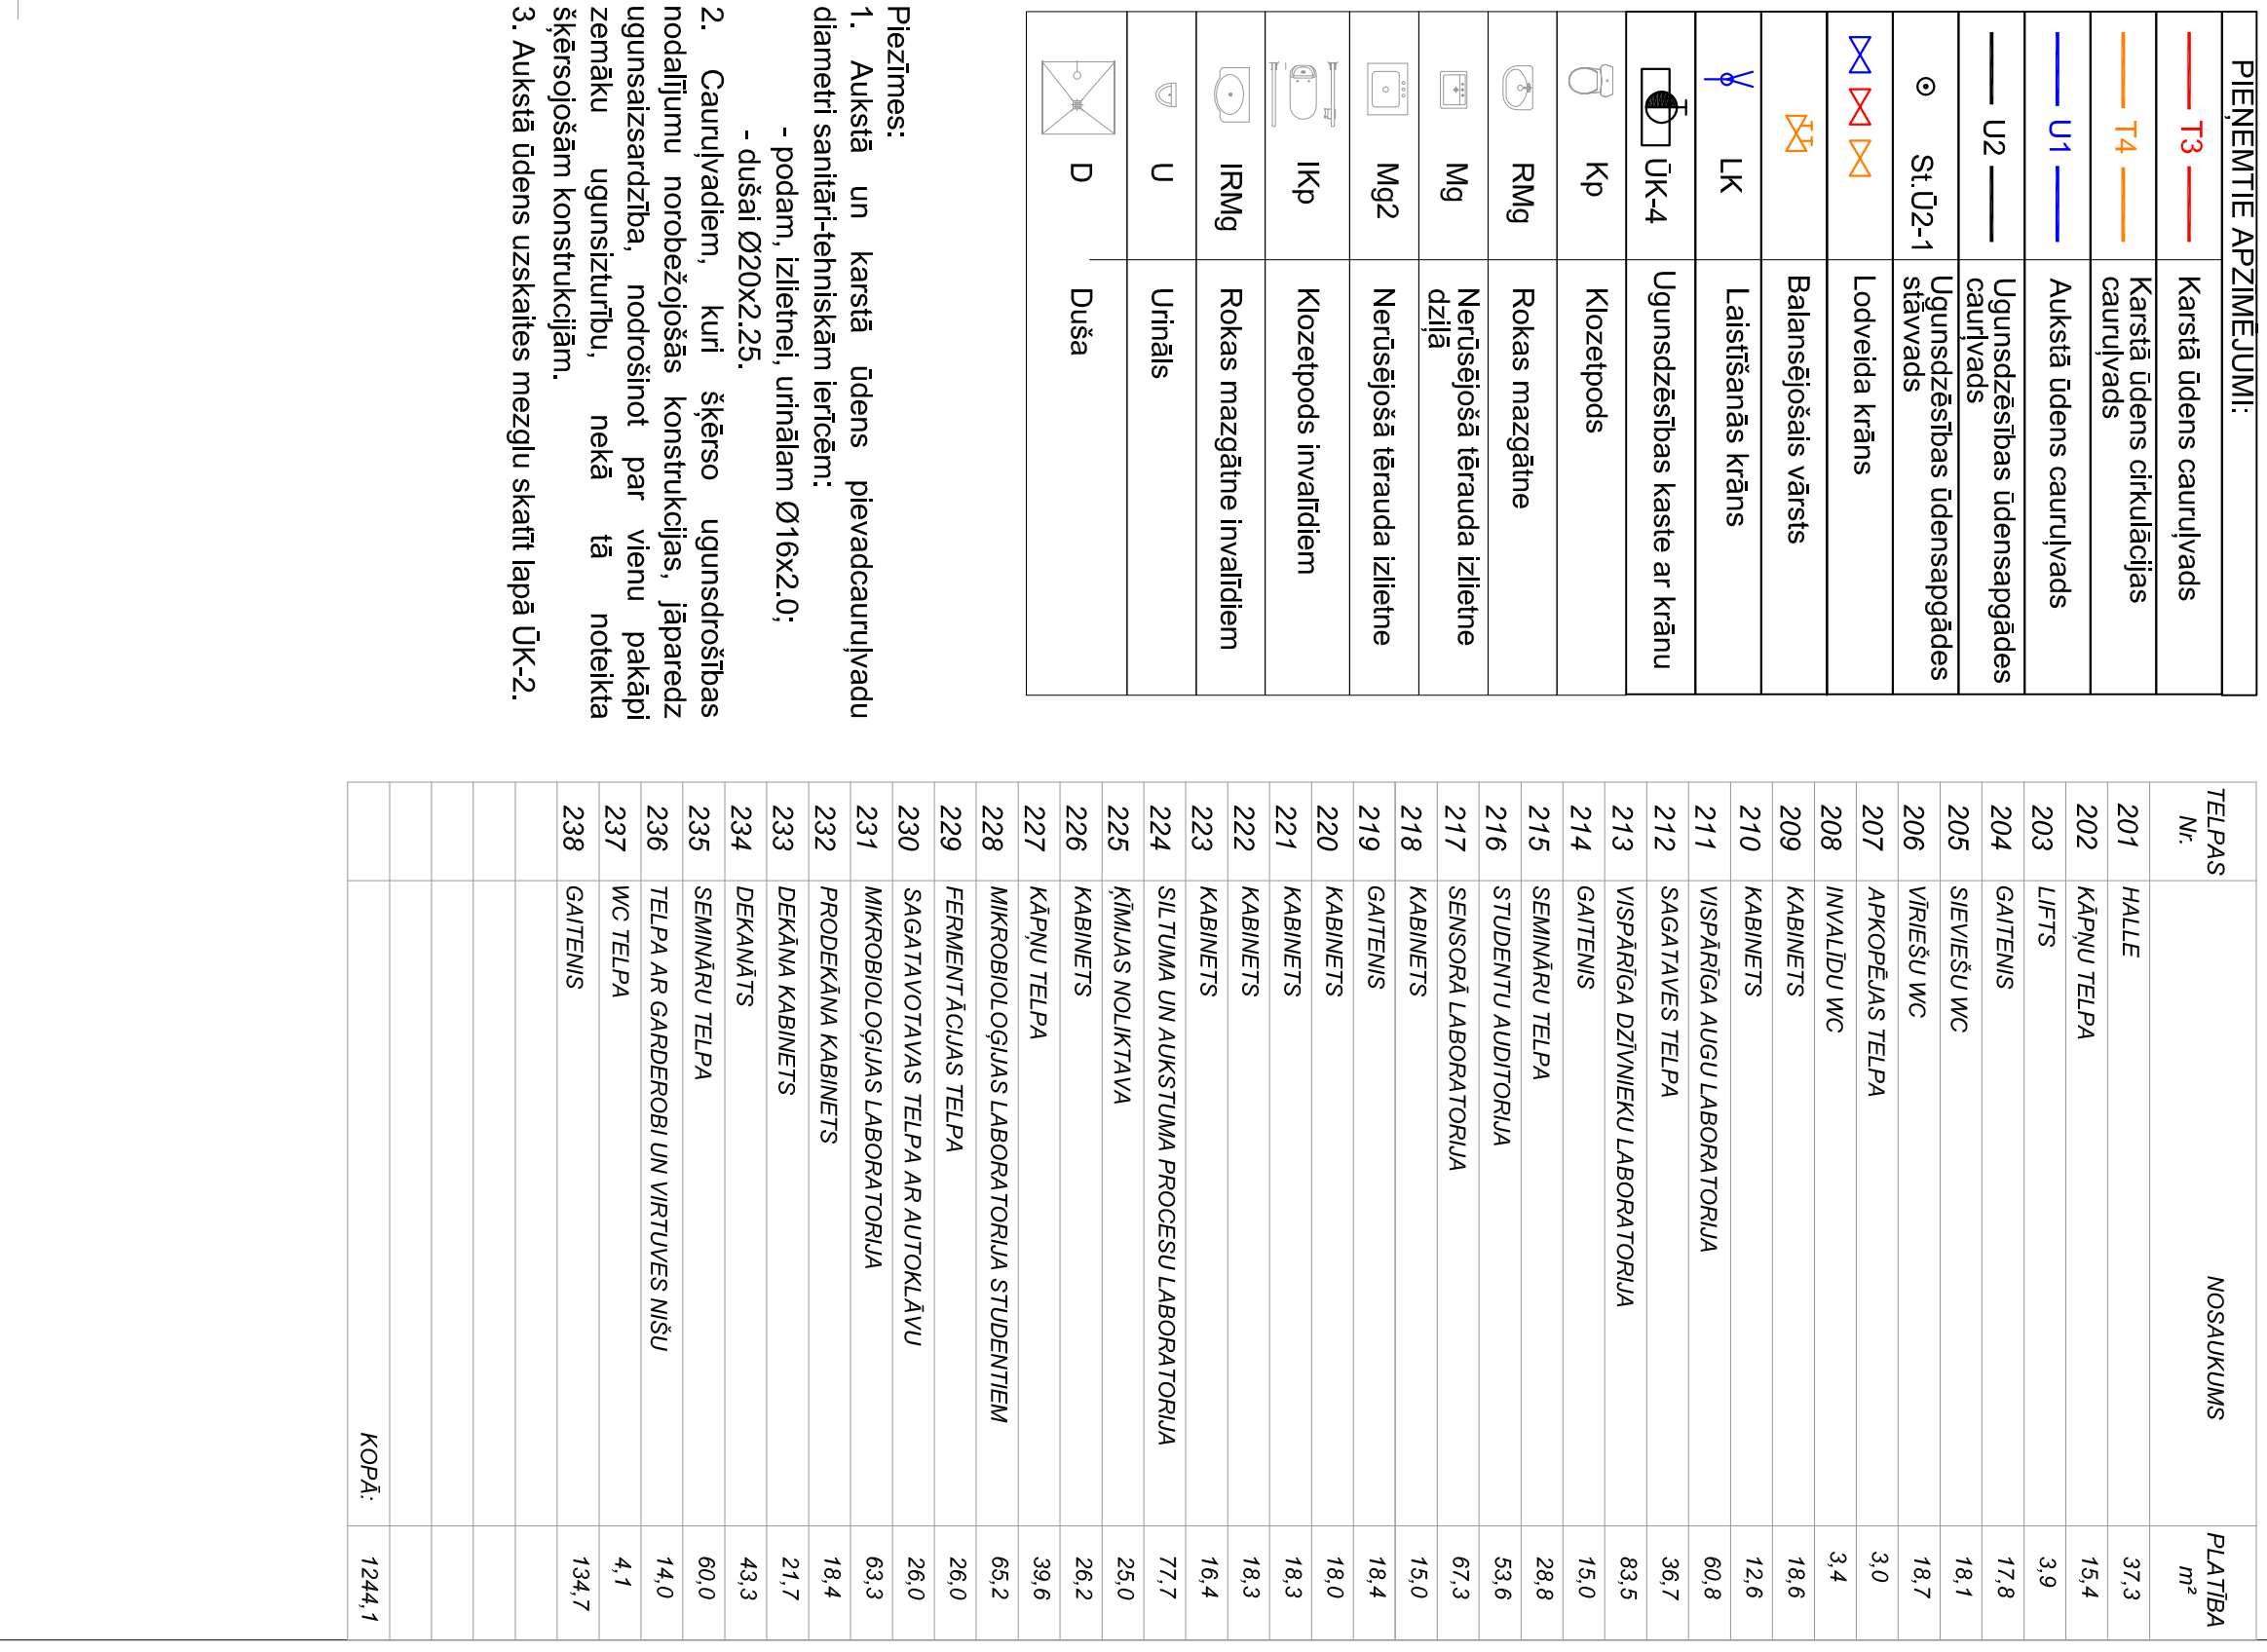 PIEŅEMTIE APZĪMĒJUMI:
T3 Karstā ūdens cauruļvads
T4 Karstā ūdens cirkulācijas
cauruļvads
U1 Aukstā ūdens cauruļvads
U2 Ugunsdzēsības ūdensapgādes
caurļvads
St.Ū2-1 Ugunsdzēsības ūdensapgādes
stāvvads
Lodveida krāns
Balansējošais vārsts
LK Laistīšanās krāns
ŪK-4 Ugunsdzēsības kaste ar krānu
Kp Klozetpods
RMg Rokas mazgātne
Mg Nerūsējošā tērauda izlietne
dziļā
Mg2 Nerūsējošā tērauda izlietne
IKp Klozetpods invalīdiem
IRMg Rokas mazgātne invalīdiem
U Urināls
D Duša
Piezīmes:
1. Aukstā un karstā ūdens pievadcauruļvadu
diametri sanitāri-tehniskām ierīcēm:
- podam, izlietnei, urinālam Ø16x2.0;
- dušai Ø20x2.25.
2. Cauruļvadiem, kuri šķērso ugunsdrošības
nodalījumu norobežojošās konstrukcijas, jāparedz
ugunsaizsardzība, nodrošinot par vienu pakāpi
zemāku ugunsizturību, nekā tā noteikta
šķērsojošām konstrukcijām.
3. Aukstā ūdens uzskaites mezglu skatīt lapā ŪK-2.
TELPAS Nr. NOSAUKUMS PLATĪBA m²
201 HALLE 37,3
202 KĀPŅU TELPA 15,4
203 LIFTS 3,9
204 GAITENIS 17,8
205 SIEVIEŠU WC 18,1
206 VĪRIEŠU WC 18,7
207 APKOPĒJAS TELPA 3,0
208 INVALĪDU WC 3,4
209 KABINETS 18,6
210 KABINETS 12,6
211 VISPĀRĪGA AUGU LABORATORIJA 60,8
212 SAGATAVES TELPA 36,7
213 VISPĀRĪGA DZĪVNIEKU LABORATORIJA 83,5
214 GAITENIS 15,0
215 SEMINĀRU TELPA 28,8
216 STUDENTU AUDITORIJA 53,6
217 SENSORĀ LABORATORIJA 67,3
218 KABINETS 15,0
219 GAITENIS 18,4
220 KABINETS 18,0
221 KABINETS 18,3
222 KABINETS 18,3
223 KABINETS 16,4
224 SILTUMA UN AUKSTUMA PROCESU LABORATORIJA 77,7
225 ĶĪMIJAS NOLIKTAVA 25,0
226 KABINETS 26,2
227 KĀPŅU TELPA 39,6
228 MIKROBIOLOĢIJAS LABORATORIJA STUDENTIEM 65,2
229 FERMENTĀCIJAS TELPA 26,0
230 SAGATAVOTAVAS TELPA AR AUTOKLĀVU 26,0
231 MIKROBIOLOĢIJAS LABORATORIJA 63,3
232 PRODEKĀNA KABINETS 18,4
233 DEKĀNA KABINETS 21,7
234 DEKANĀTS 43,3
235 SEMINĀRU TELPA 60,0
236 TELPA AR GARDEROBI UN VIRTUVES NIŠU 14,0
237 WC TELPA 4,1
238 GAITENIS 134,7
KOPĀ: 1244,1